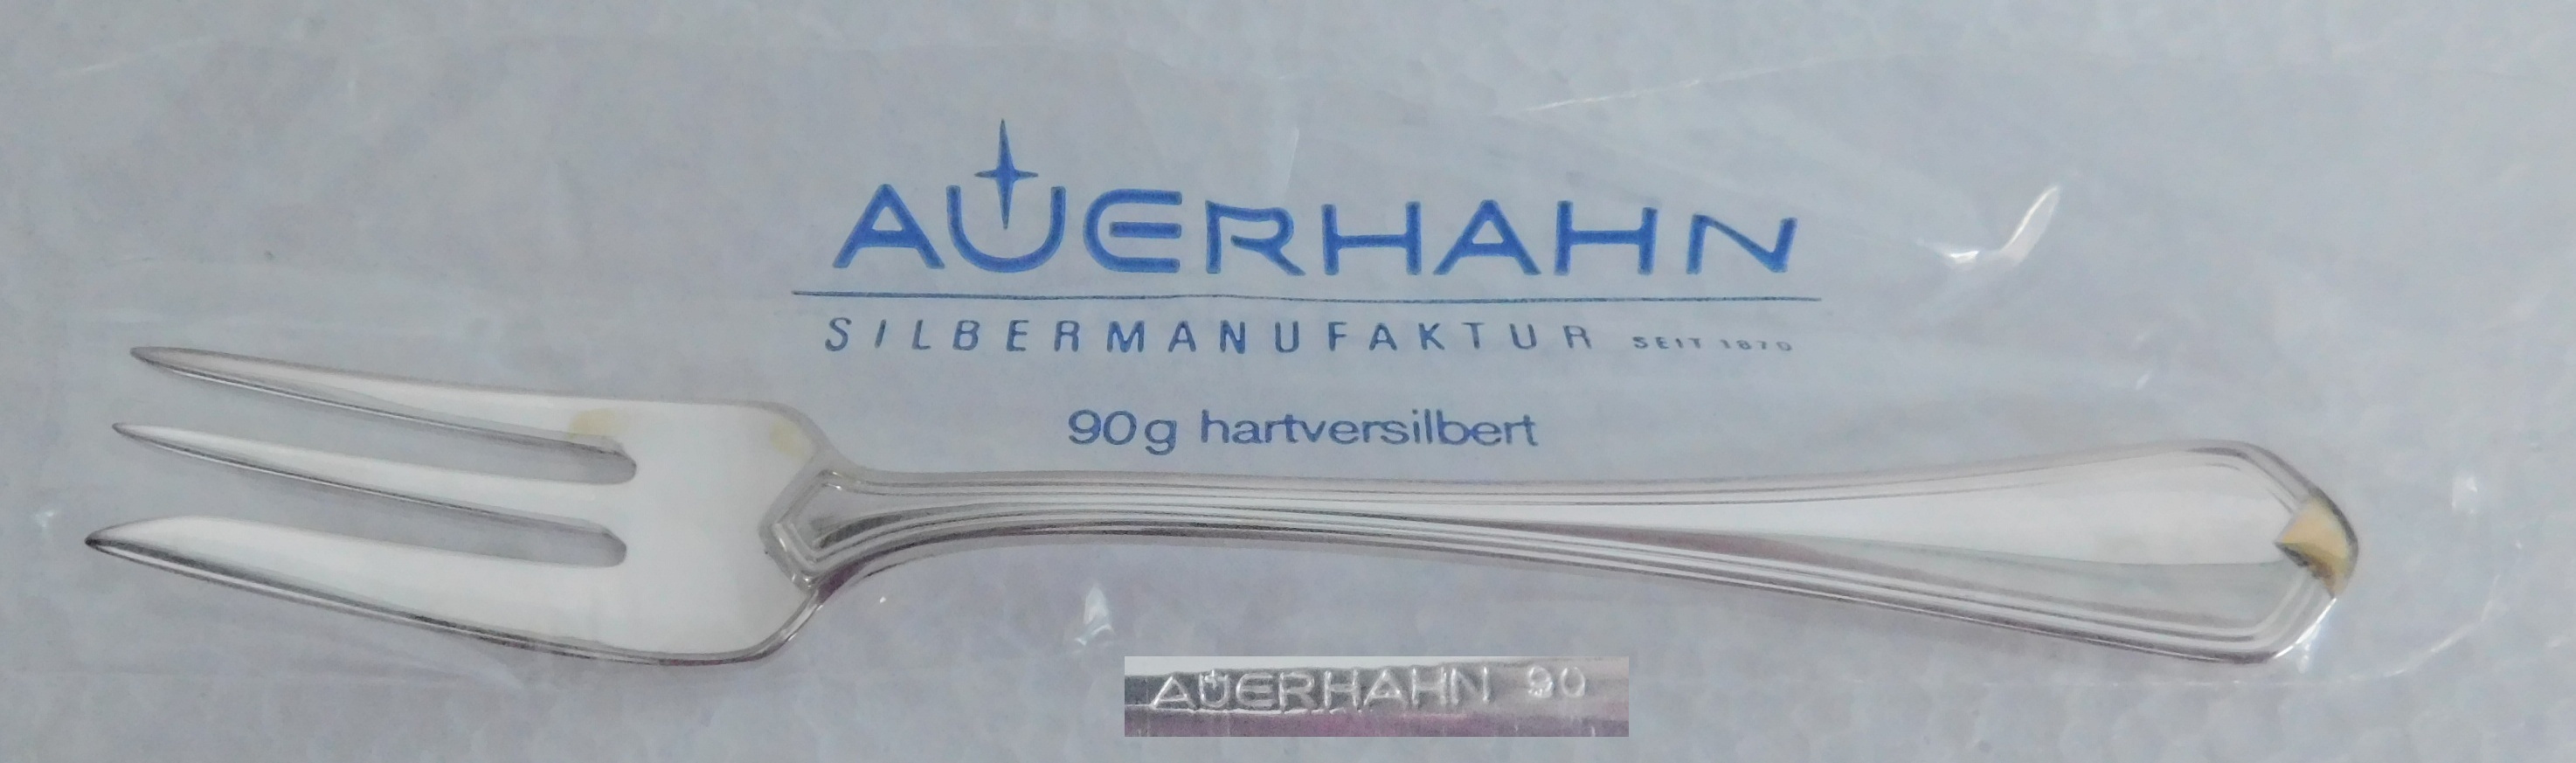 AUERHAHN
SILBERMANUFAKTUR SEIT 1870
90g hartversilbert
AUERHAHN 90